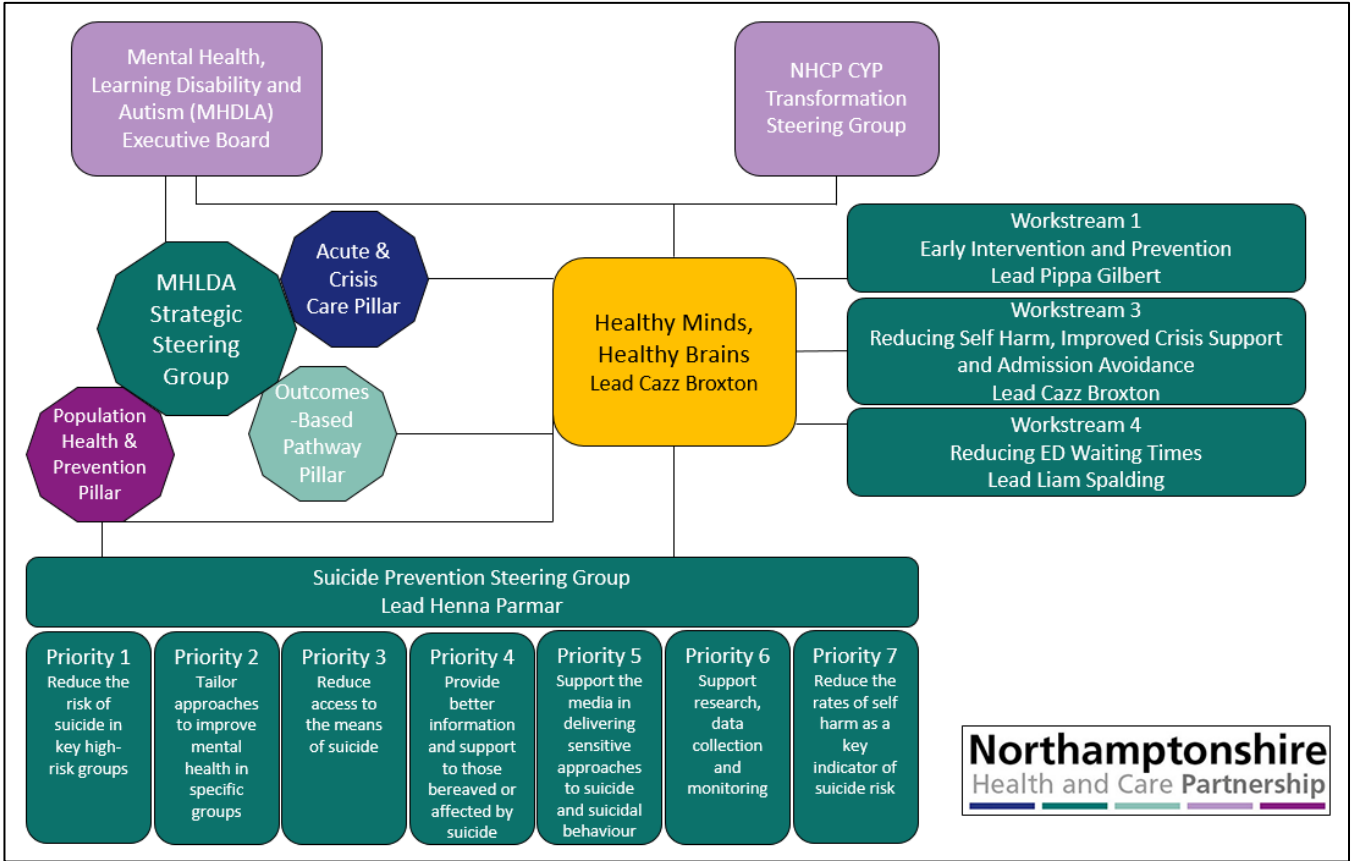 Mental Health,
Learning Disability and
Autism (MHDLA)
Executive Board
NHCP CYP
Transformation
Steering Group
MHLDA
Strategic
Steering
Group
Acute &
Crisis
Care Pillar
Outcomes
-Based
Pathway
Pillar
Population
Health &
Prevention
Pillar
Healthy Minds,
Healthy Brains
Lead Cazz Broxton
Workstream 1
Early Intervention and Prevention
Lead Pippa Gilbert
Workstream 3
Reducing Self Harm, Improved Crisis Support
and Admission Avoidance
Lead Cazz Broxton
Workstream 4
Reducing ED Waiting Times
Lead Liam Spalding
Suicide Prevention Steering Group
Lead Henna Parmar
Priority 1
Reduce the
risk of
suicide in
key high-
risk groups
Priority 2
Tailor
approaches
to improve
mental
health in
specific
groups
Priority 3
Reduce
access to
the means
of suicide
Priority 4
Provide
better
information
and support
to those
bereaved or
affected by
suicide
Priority 5
Support the
media in
delivering
sensitive
approaches
to suicide
and suicidal
behaviour
Priority 6
Support
research,
data
collection
and
monitoring
Priority 7
Reduce the
rates of self
harm as a
key
indicator of
suicide risk
Northamptonshire
Health and Care Partnership